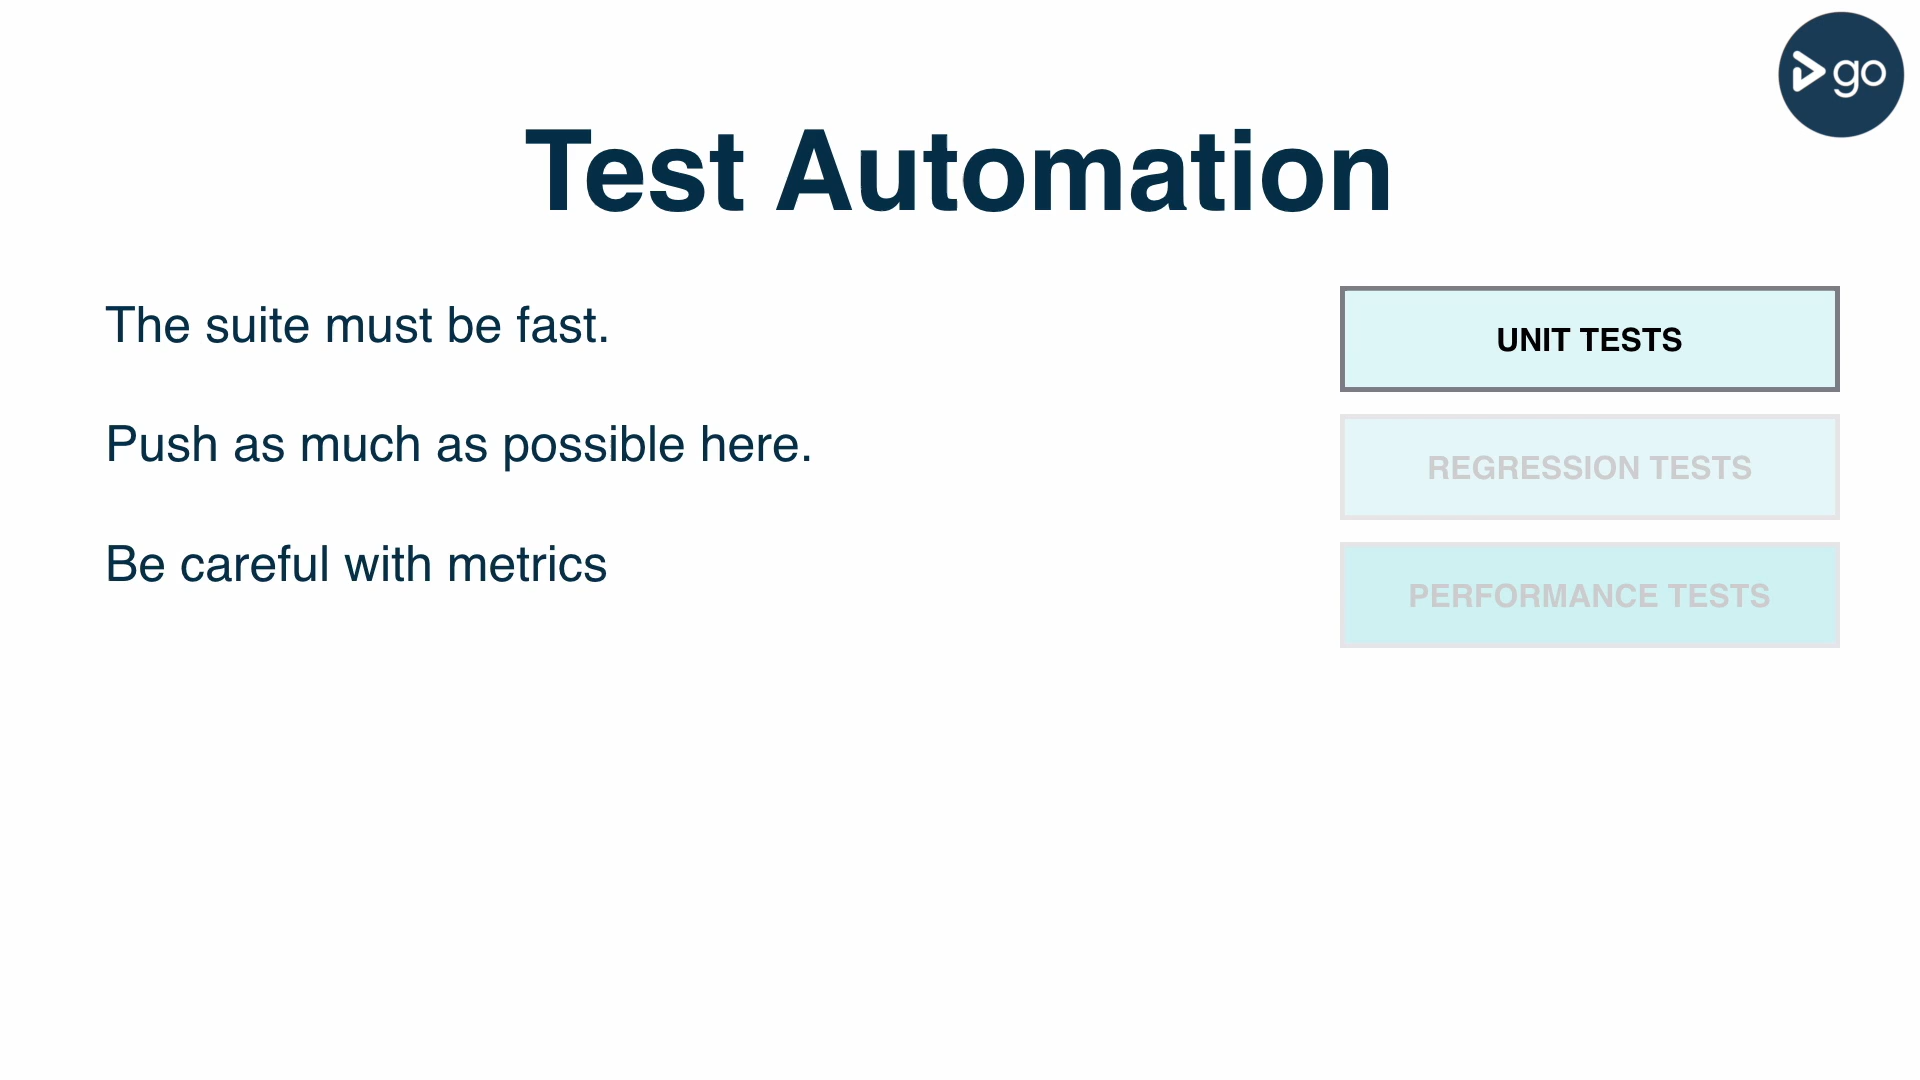 go
Test Automation
The suite must be fast.
Push as much as possible here.
Be careful with metrics
UNIT TESTS
REGRESSION TESTS
PERFORMANCE TESTS